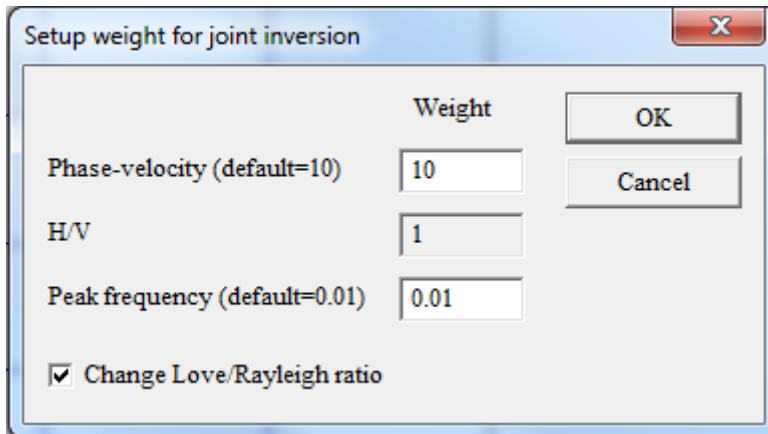 Setup weight for joint inversion
Weight
OK
Phase-velocity (default=10) 10
Cancel
H/V 1
Peak frequency (default=0.01) 0.01
Change Love/Rayleigh ratio